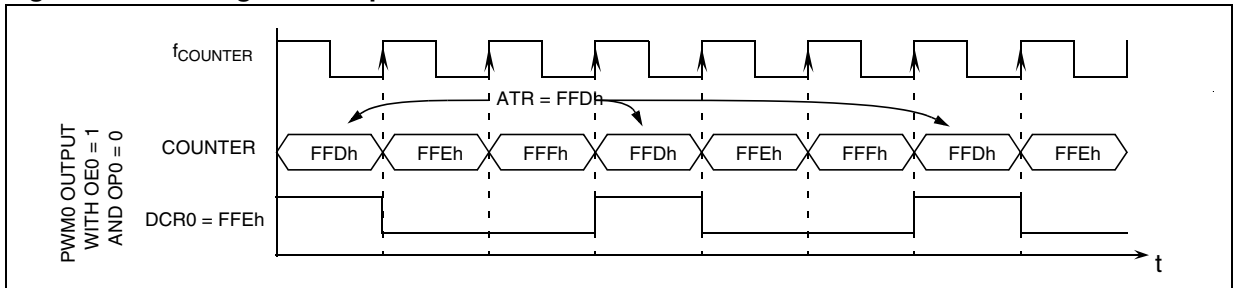 fCOUNTER
ATR = FFDh
COUNTER
FFDh FFEh FFFh FFDh FFEh FFFh FFDh FFEh
DCR0 = FFEh
PWM0 OUTPUT
WITH OE0 = 1
AND OP0 = 0
t